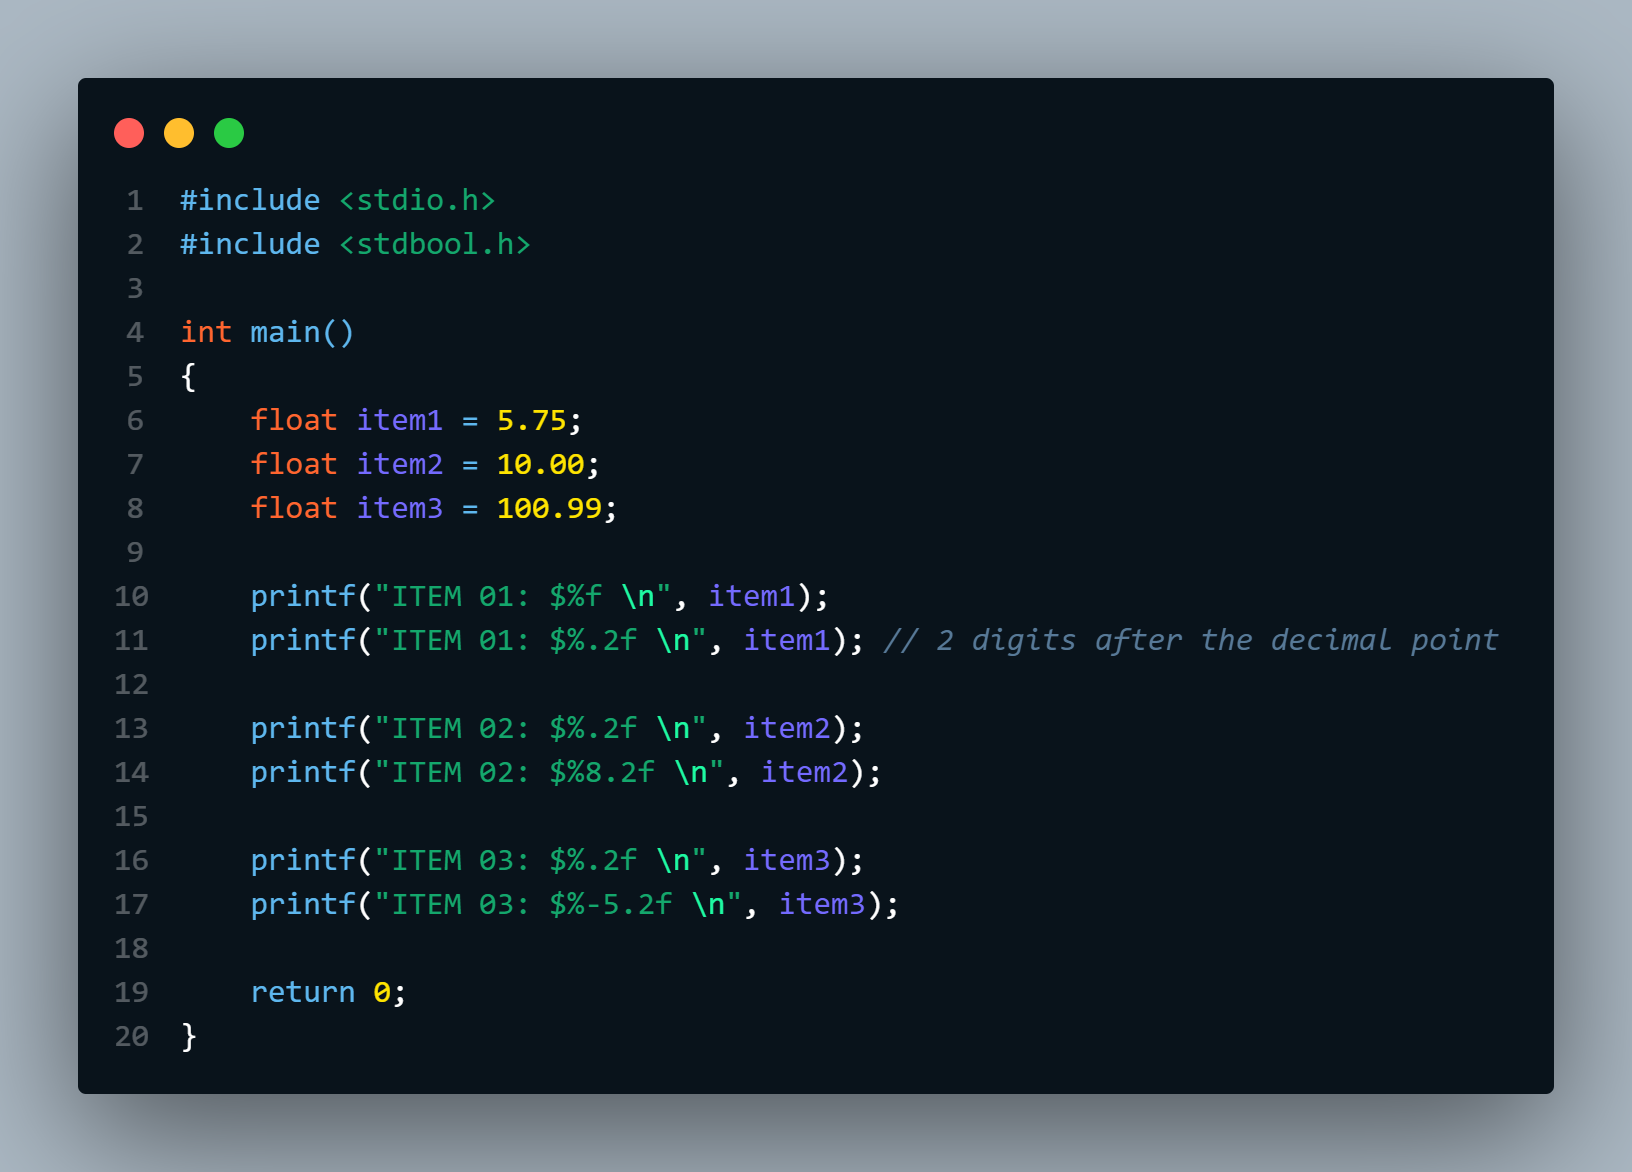 1 #include <stdio.h>
2 #include <stdbool.h>
3
4 int main()
5 {
6     float item1 = 5.75;
7     float item2 = 10.00;
8     float item3 = 100.99;
9
10     printf("ITEM 01: $%f \n", item1);
11     printf("ITEM 01: $%.2f \n", item1); // 2 digits after the decimal point
12
13     printf("ITEM 02: $%.2f \n", item2);
14     printf("ITEM 02: $%8.2f \n", item2);
15
16     printf("ITEM 03: $%.2f \n", item3);
17     printf("ITEM 03: $%-5.2f \n", item3);
18
19     return 0;
20 }